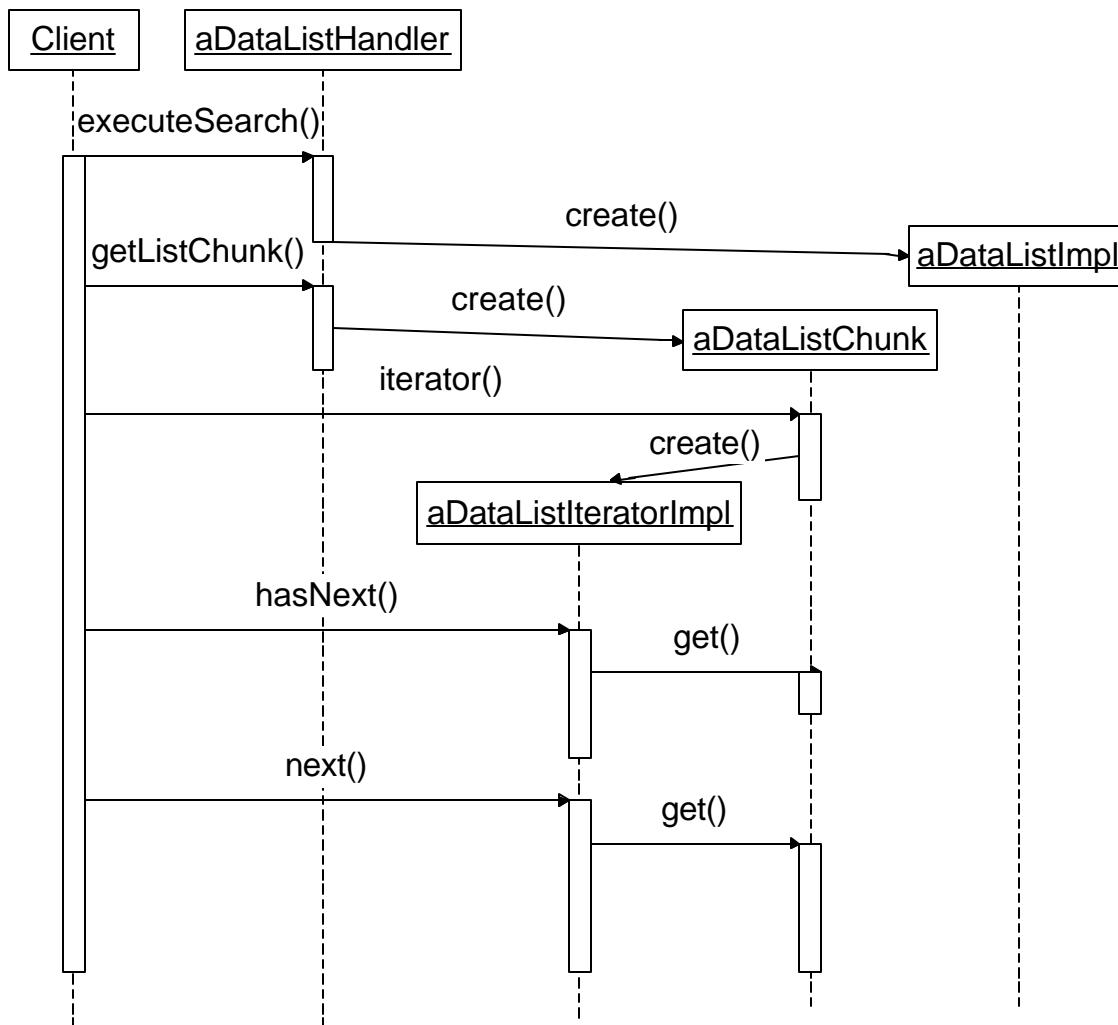 Client
aDataListHandler
executeSearch()
create()
aDataListImpl
getListChunk()
create()
aDataListChunk
iterator()
create()
aDataListIteratorImpl
hasNext()
get()
next()
get()